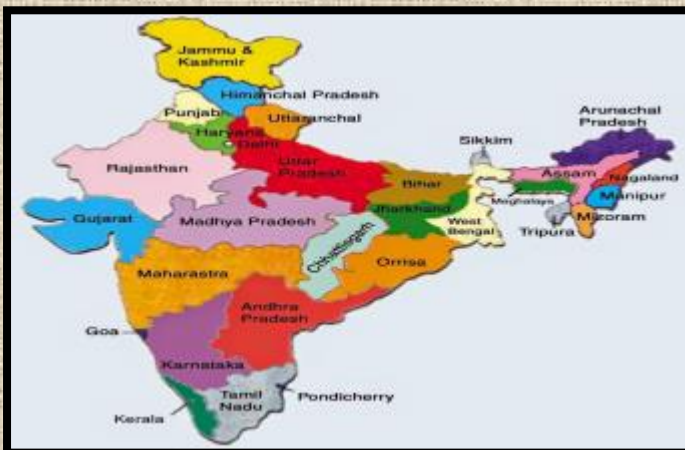 Jammu &
Kashmir
Himanchal Pradesh
Punjab
Uttaranchal
Haryana
Delhi
Arunachal
Pradesh
Sikkim
Rajasthan
Uttar
Pradesh
Bihar
Assam
Nagaland
Meghalaya
Manipur
Gujarat
Madhya Pradesh
Jharkhand
West
Bengal
Mizoram
Tripura
Chhattisgarh
Orrisa
Maharastra
Andhra
Pradesh
Goa
Karnataka
Tamil
Nadu
Pondicherry
Kerala